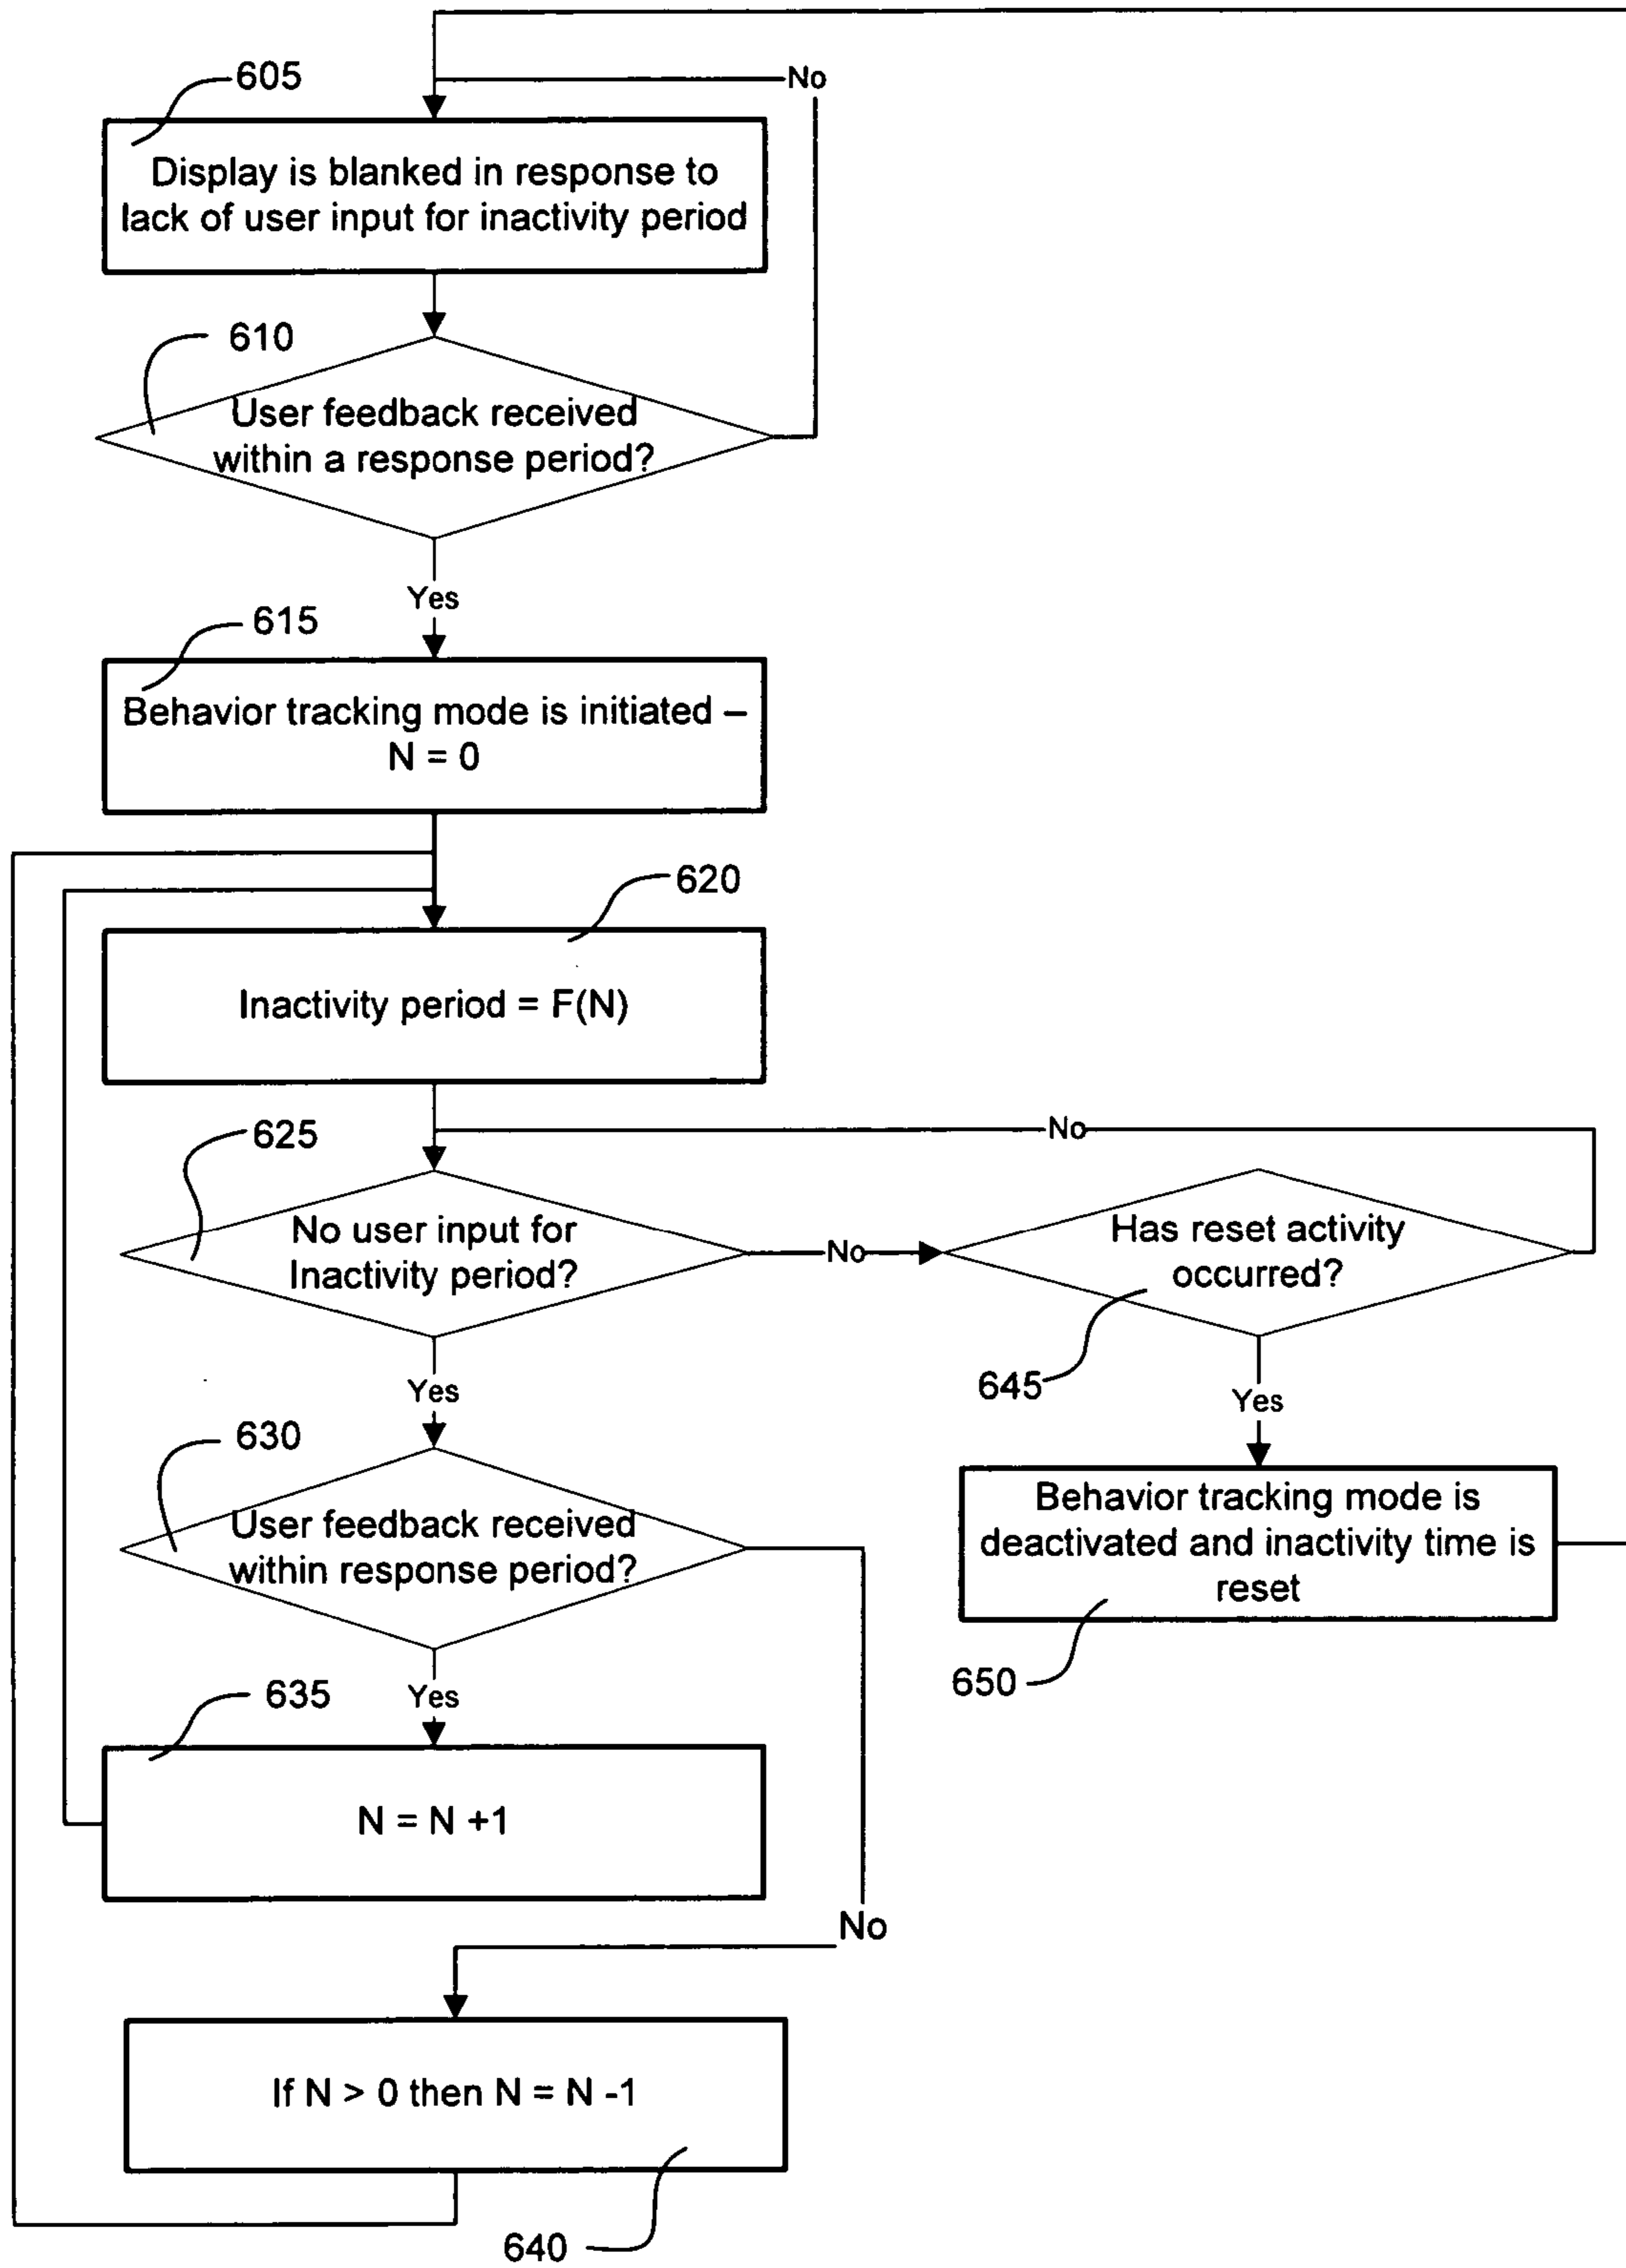 605
No
Display is blanked in response to
lack of user input for inactivity period
610
User feedback received
within a response period?
Yes
615
Behavior tracking mode is initiated –
N = 0
620
Inactivity period = F(N)
625
No
No user input for
Inactivity period?
No
Has reset activity
occurred?
645
Yes
Yes
630
User feedback received
within response period?
Behavior tracking mode is
deactivated and inactivity time is
reset
650
Yes
635
N = N +1
No
If N > 0 then N = N -1
640